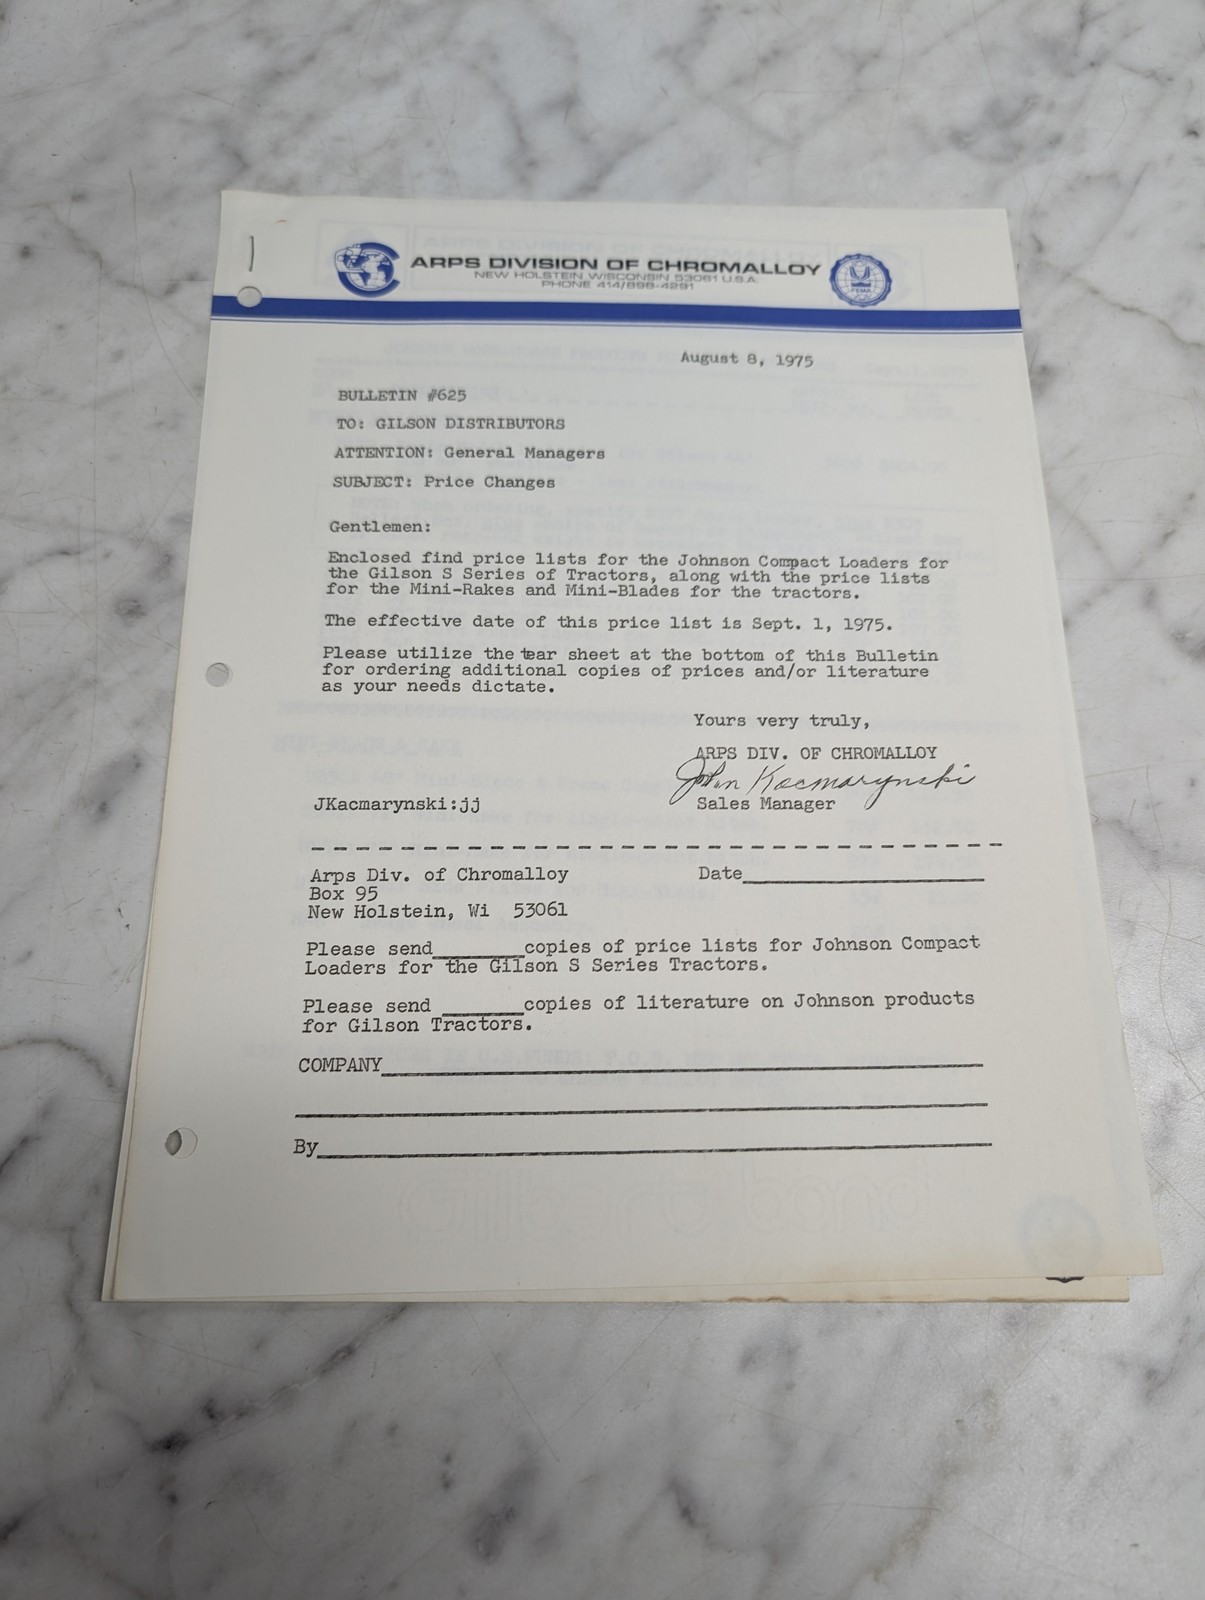 ARPS DIVISION OF CHROMALLOY
NEW HOLSTEIN WISCONSIN 53061 U.S.A.
PHONE 414/898-4291
FEMA
August 8, 1975
BULLETIN #625
TO: GILSON DISTRIBUTORS
ATTENTION: General Managers
SUBJECT: Price Changes
Gentlemen:
Enclosed find price lists for the Johnson Compact Loaders for
the Gilson S Series of Tractors, along with the price lists
for the Mini-Rakes and Mini-Blades for the tractors.
The effective date of this price list is Sept. 1, 1975.
Please utilize the tear sheet at the bottom of this Bulletin
for ordering additional copies of prices and/or literature
as your needs dictate.
Yours very truly,
ARPS DIV. OF CHROMALLOY
John Kacmarynski
JKacmarynski:jj Sales Manager
Arps Div. of Chromalloy Date
Box 95
New Holstein, Wi 53061
Please send copies of price lists for Johnson Compact
Loaders for the Gilson S Series Tractors.
Please send copies of literature on Johnson products
for Gilson Tractors.
COMPANY
By